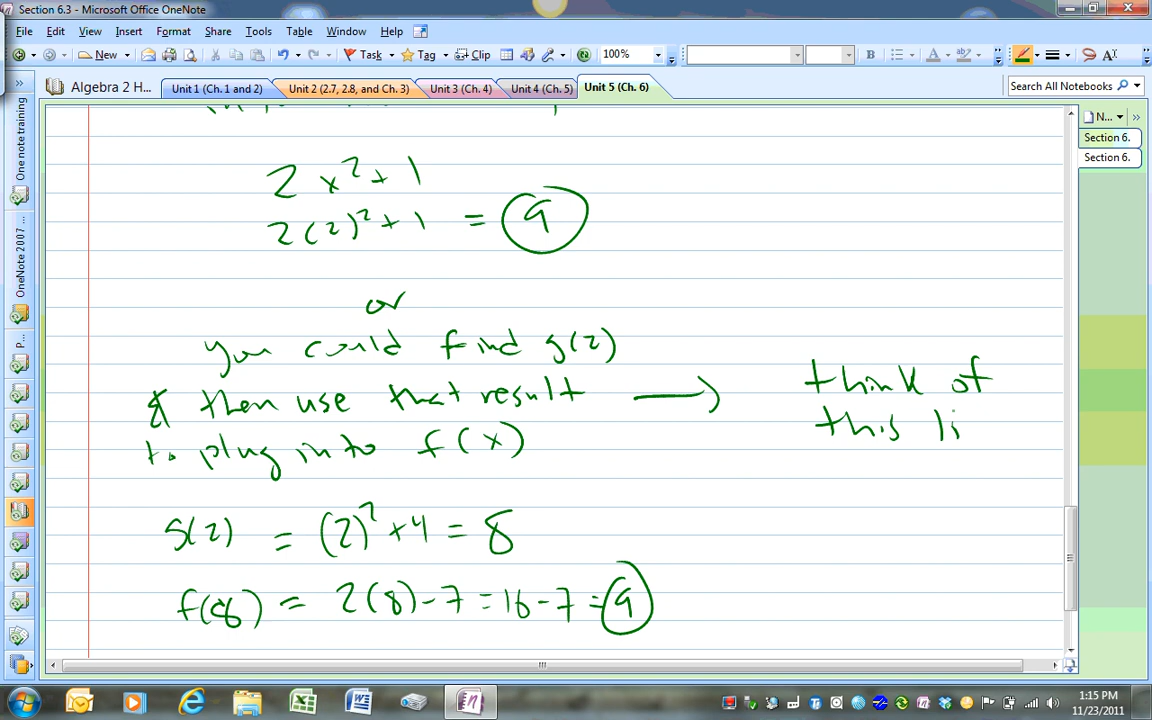 Section 6.3 - Microsoft Office OneNote
File Edit View Insert Format Share Tools Table Window Help
New Task Tag Clip 100%
Algebra 2 H... Unit 1 (Ch. 1 and 2) Unit 2 (2.7, 2.8, and Ch. 3) Unit 3 (Ch. 4) Unit 4 (Ch. 5) Unit 5 (Ch. 6) Search All Notebooks
One note training
OneNote 2007 ...
P...
N...
Section 6.
Section 6.
2x²+1
2(2)²+1 = 9
or
you could find g(2)
& then use that result → think of
to plug into f(x) this li
g(2) = (2)²+4 = 8
f(8) = 2(8)-7 = 16-7 = 9
1:15 PM
11/23/2011